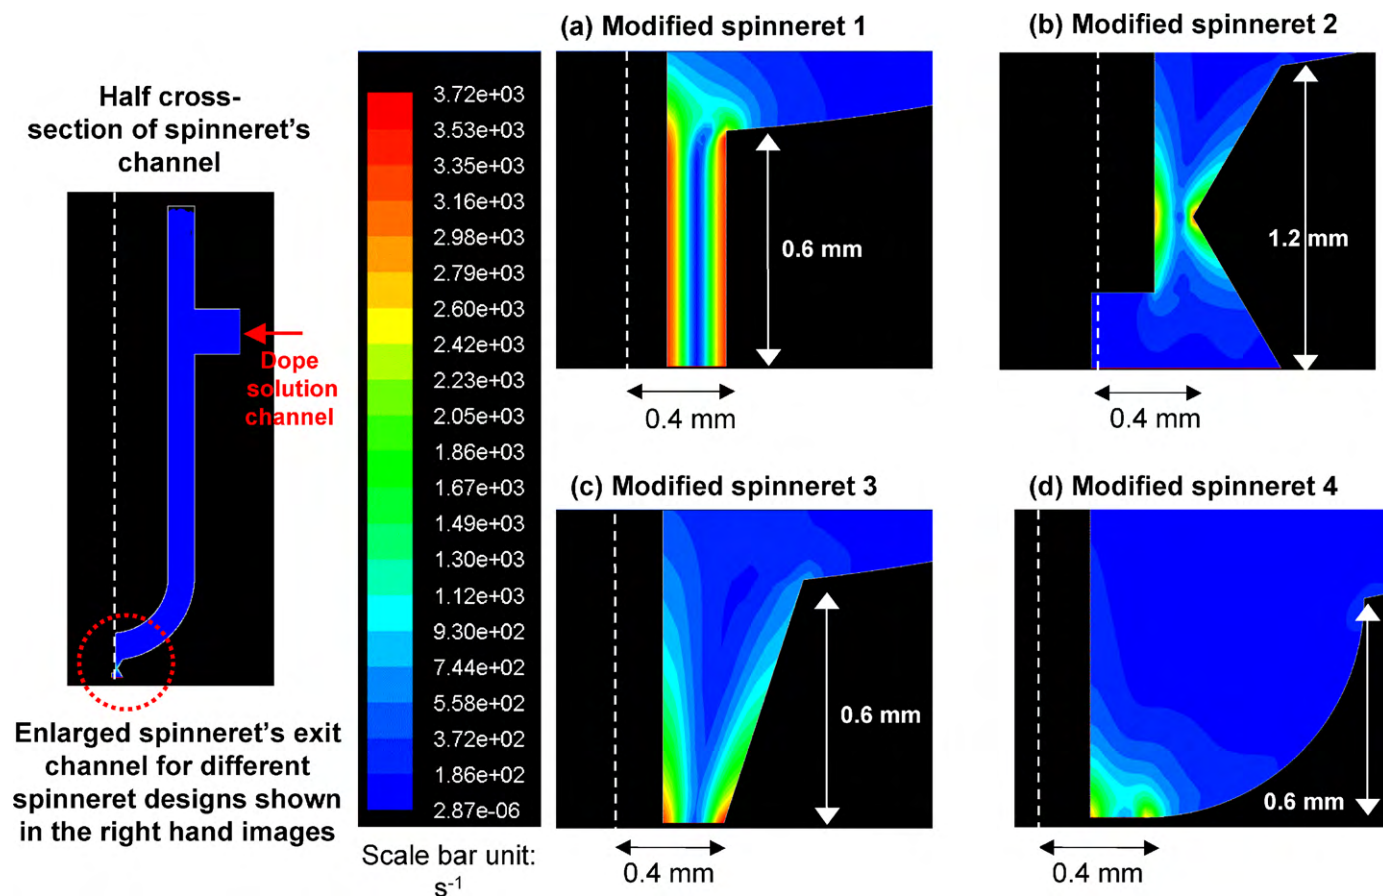 Half cross-
section of spinneret's
channel
Dope
solution
channel
Enlarged spinneret's exit
channel for different
spinneret designs shown
in the right hand images
3.72e+03
3.53e+03
3.35e+03
3.16e+03
2.98e+03
2.79e+03
2.60e+03
2.42e+03
2.23e+03
2.05e+03
1.86e+03
1.67e+03
1.49e+03
1.30e+03
1.12e+03
9.30e+02
7.44e+02
5.58e+02
3.72e+02
1.86e+02
2.87e-06
Scale bar unit:
s-1
(a) Modified spinneret 1
0.6 mm
0.4 mm
(b) Modified spinneret 2
1.2 mm
0.4 mm
(c) Modified spinneret 3
0.6 mm
0.4 mm
(d) Modified spinneret 4
0.6 mm
0.4 mm